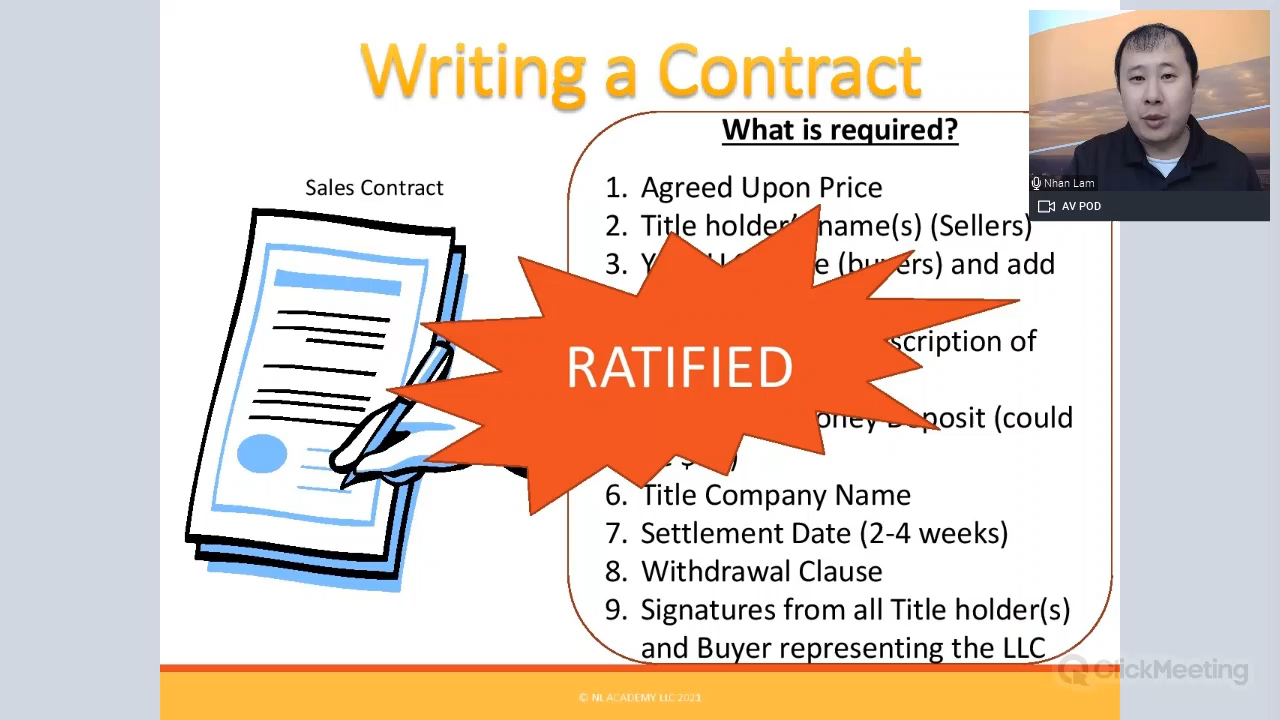 Writing a Contract
What is required?
Sales Contract
1. Agreed Upon Price
2. Title holder name(s) (Sellers)
3. (buyers) and add
scription of
Deposit (could
6. Title Company Name
7. Settlement Date (2-4 weeks)
8. Withdrawal Clause
9. Signatures from all Title holder(s)
and Buyer representing the LLC
RATIFIED
Nhan Lam
AV POD
ClickMeeting
© NL ACADEMY LLC 2021